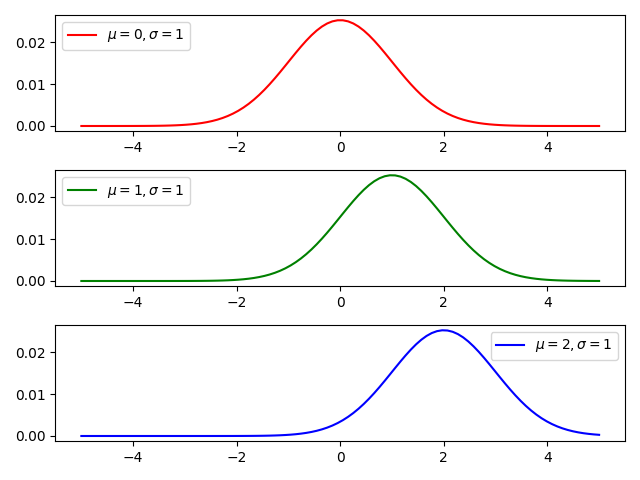 0.02
0.01
0.00
μ = 0, σ = 1
−4 −2 0 2 4
0.02
0.01
0.00
μ = 1, σ = 1
−4 −2 0 2 4
0.02
0.01
0.00
μ = 2, σ = 1
−4 −2 0 2 4